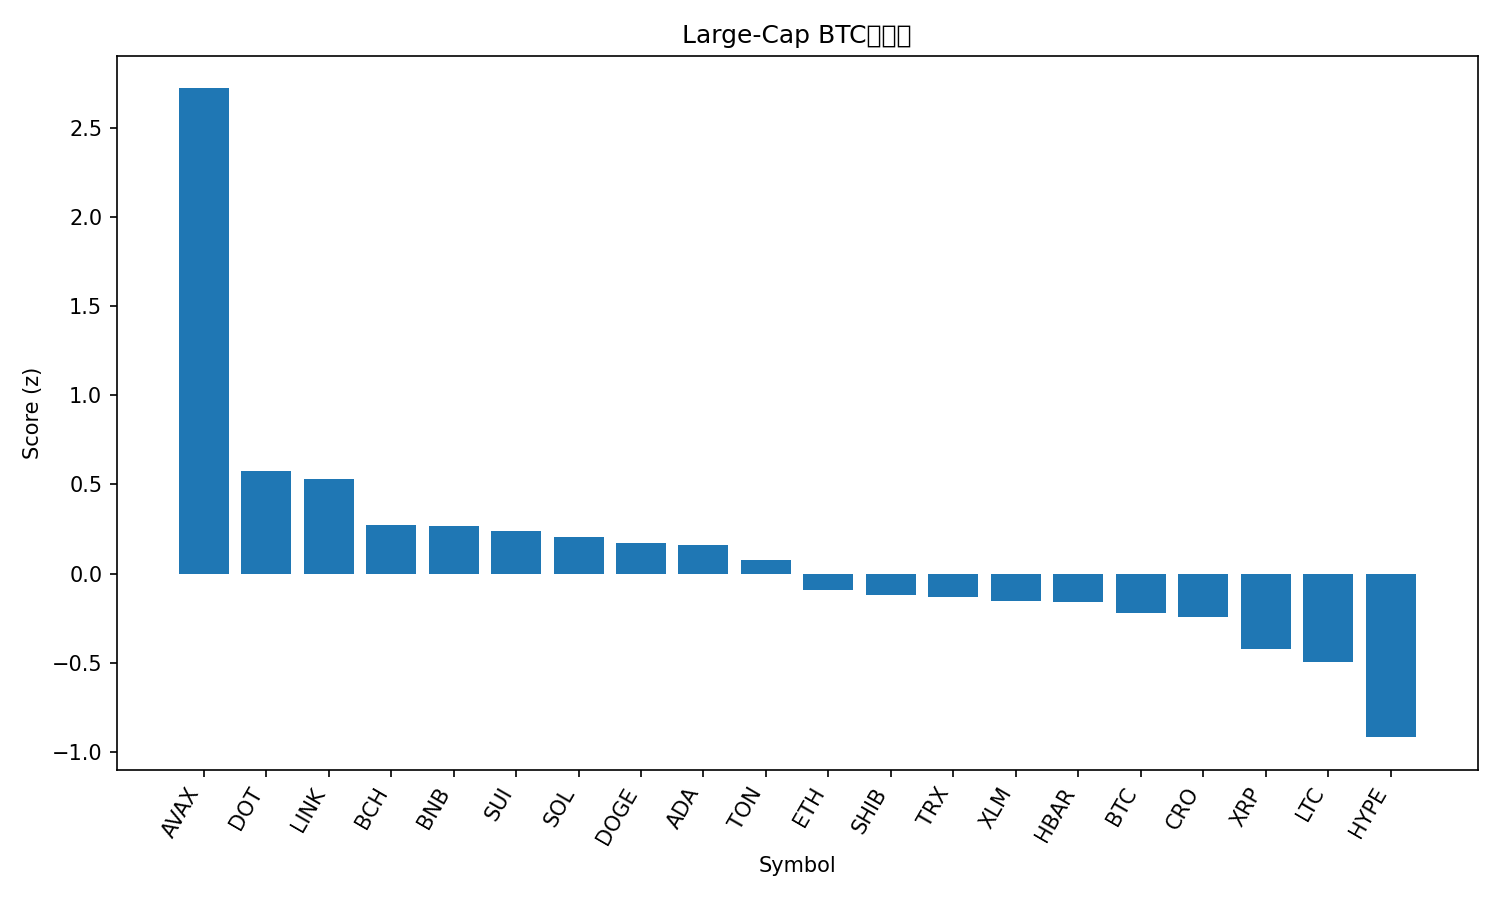 Large-Cap BTC
Score (z)
2.5
2.0
1.5
1.0
0.5
0.0
−0.5
−1.0
AVAX
DOT
LINK
BCH
BNB
SUI
SOL
DOGE
ADA
TON
ETH
SHIB
TRX
XLM
HBAR
BTC
CRO
XRP
LTC
HYPE
Symbol